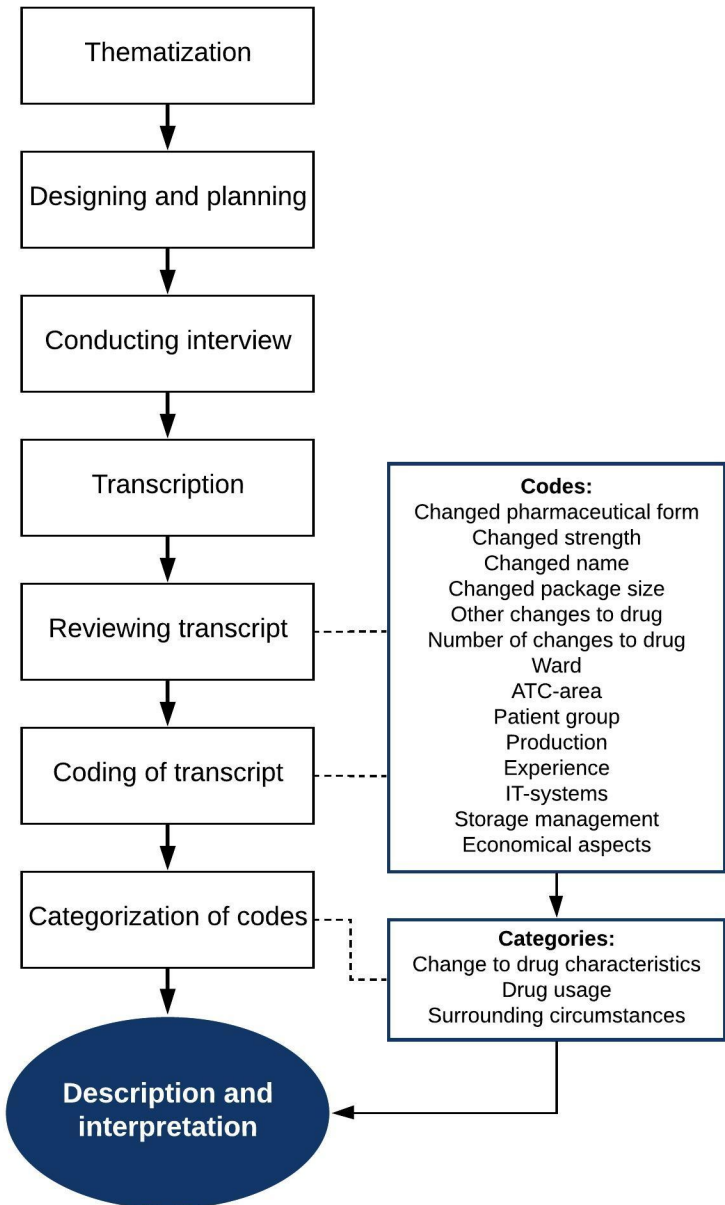 Thematization
Designing and planning
Conducting interview
Transcription
Reviewing transcript
Coding of transcript
Categorization of codes
Description and
interpretation
Codes:
Changed pharmaceutical form
Changed strength
Changed name
Changed package size
Other changes to drug
Number of changes to drug
Ward
ATC-area
Patient group
Production
Experience
IT-systems
Storage management
Economical aspects
Categories:
Change to drug characteristics
Drug usage
Surrounding circumstances